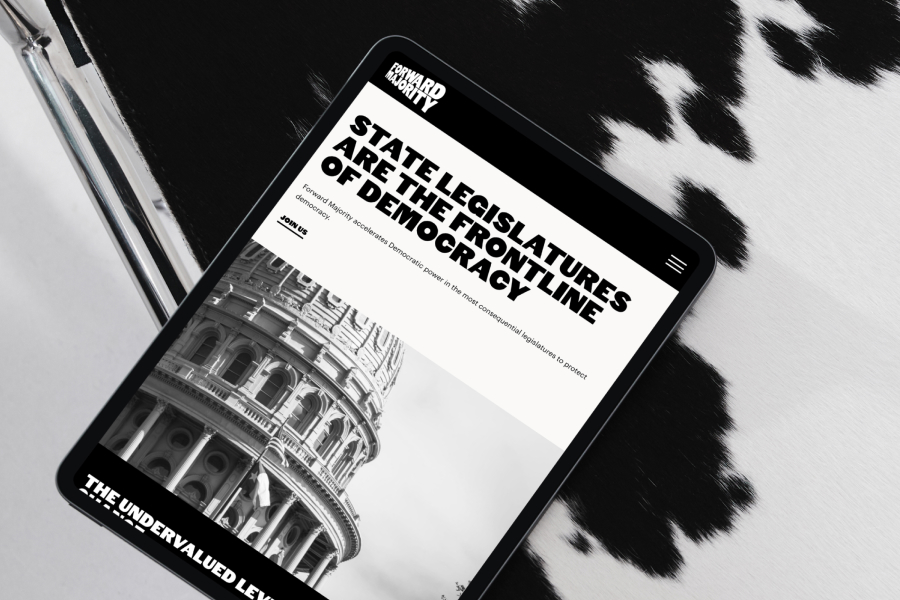 FORWARD
MAJORITY
STATE LEGISLATURES
ARE THE FRONTLINE
OF DEMOCRACY
Forward Majority accelerates Democratic power in the most consequential legislatures to protect
democracy.
JOIN US
THE UNDERVALUED